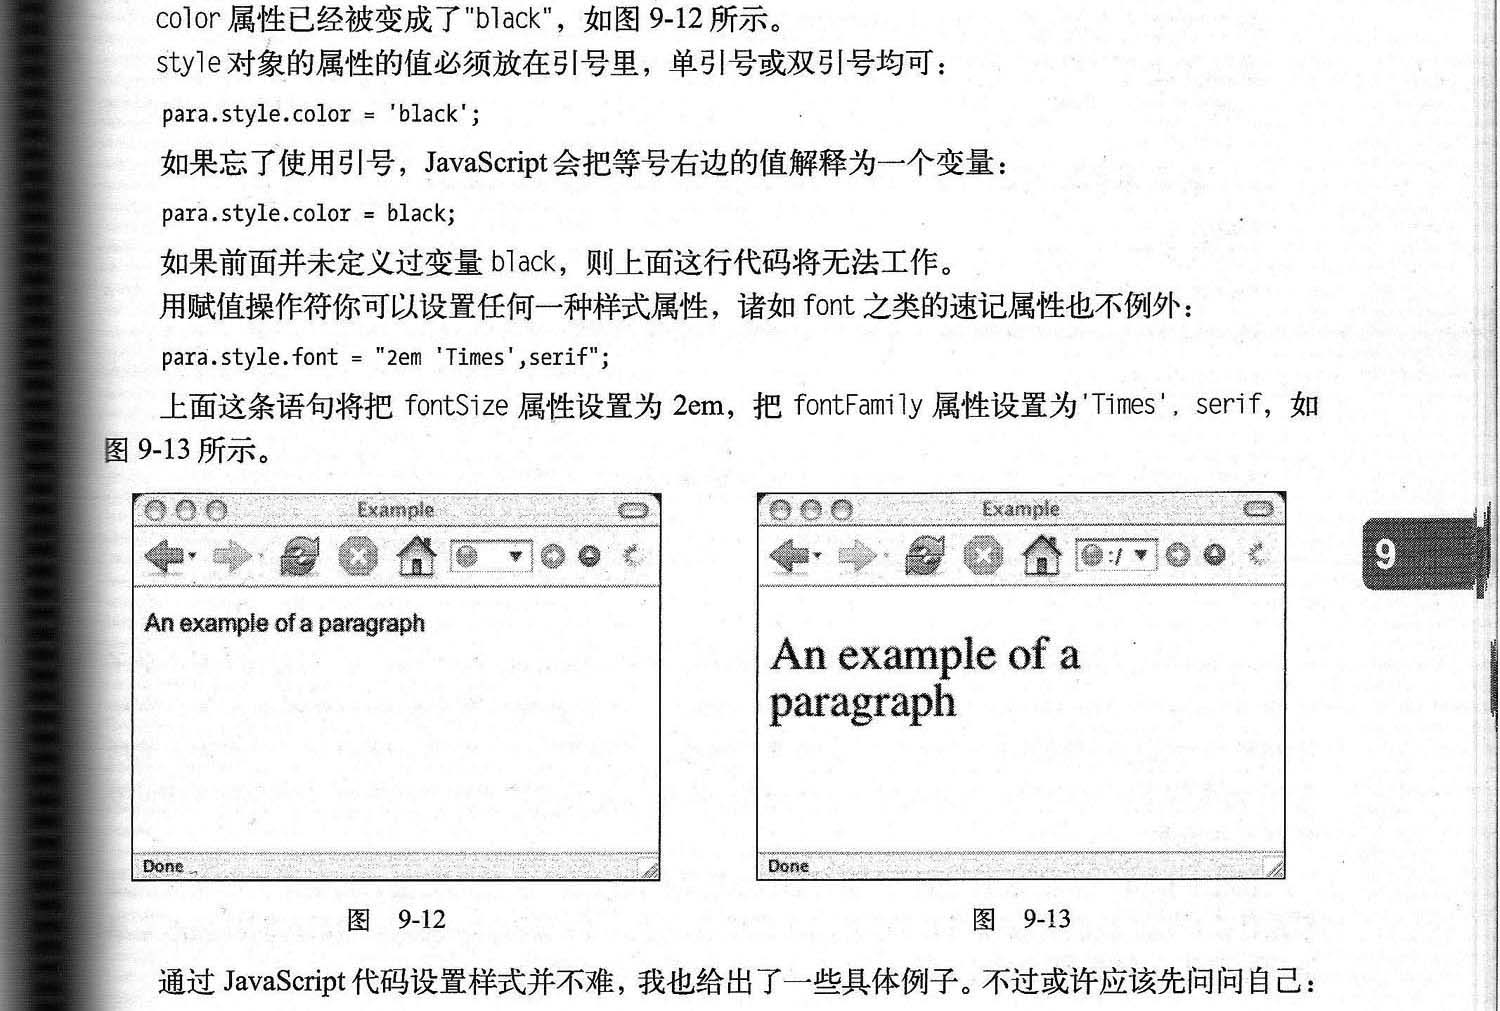 color 属性已经被变成了"black"，如图 9-12 所示。
style 对象的属性的值必须放在引号里，单引号或双引号均可：
para.style.color = 'black';
如果忘了使用引号，JavaScript 会把等号右边的值解释为一个变量：
para.style.color = black;
如果前面并未定义过变量 black，则上面这行代码将无法工作。
用赋值操作符你可以设置任何一种样式属性，诸如 font 之类的速记属性也不例外：
para.style.font = "2em 'Times',serif";
上面这条语句将把 fontSize 属性设置为 2em，把 fontFamily 属性设置为'Times', serif，如
图 9-13 所示。
Example
An example of a paragraph
Done
图 9-12
Example
:/
An example of a
paragraph
Done
图 9-13
9
通过 JavaScript 代码设置样式并不难，我也给出了一些具体例子。不过或许应该先问问自己：